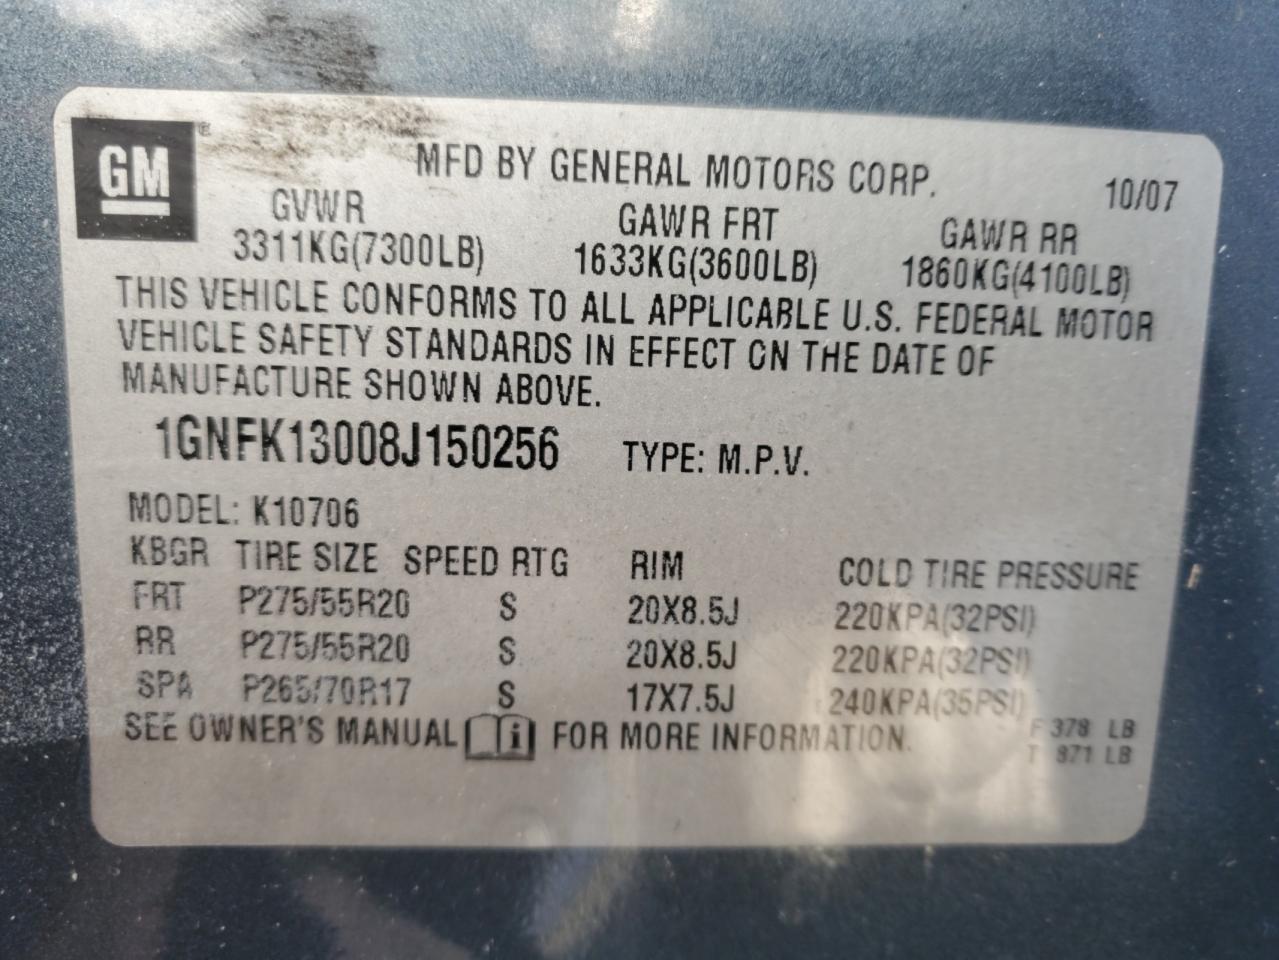 GM ®
MFD BY GENERAL MOTORS CORP.
10/07
GVWR GAWR FRT GAWR RR
3311KG(7300LB) 1633KG(3600LB) 1860KG(4100LB)
THIS VEHICLE CONFORMS TO ALL APPLICABLE U.S. FEDERAL MOTOR
VEHICLE SAFETY STANDARDS IN EFFECT ON THE DATE OF
MANUFACTURE SHOWN ABOVE.
1GNFK13008J150256 TYPE: M.P.V.
MODEL: K10706
KBGR TIRE SIZE SPEED RTG RIM COLD TIRE PRESSURE
FRT P275/55R20 S 20X8.5J 220KPA(32PSI)
RR P275/55R20 S 20X8.5J 220KPA(32PSI)
SPA P265/70R17 S 17X7.5J 240KPA(35PSI)
SEE OWNER'S MANUAL i FOR MORE INFORMATION.
F 378 LB
T 871 LB